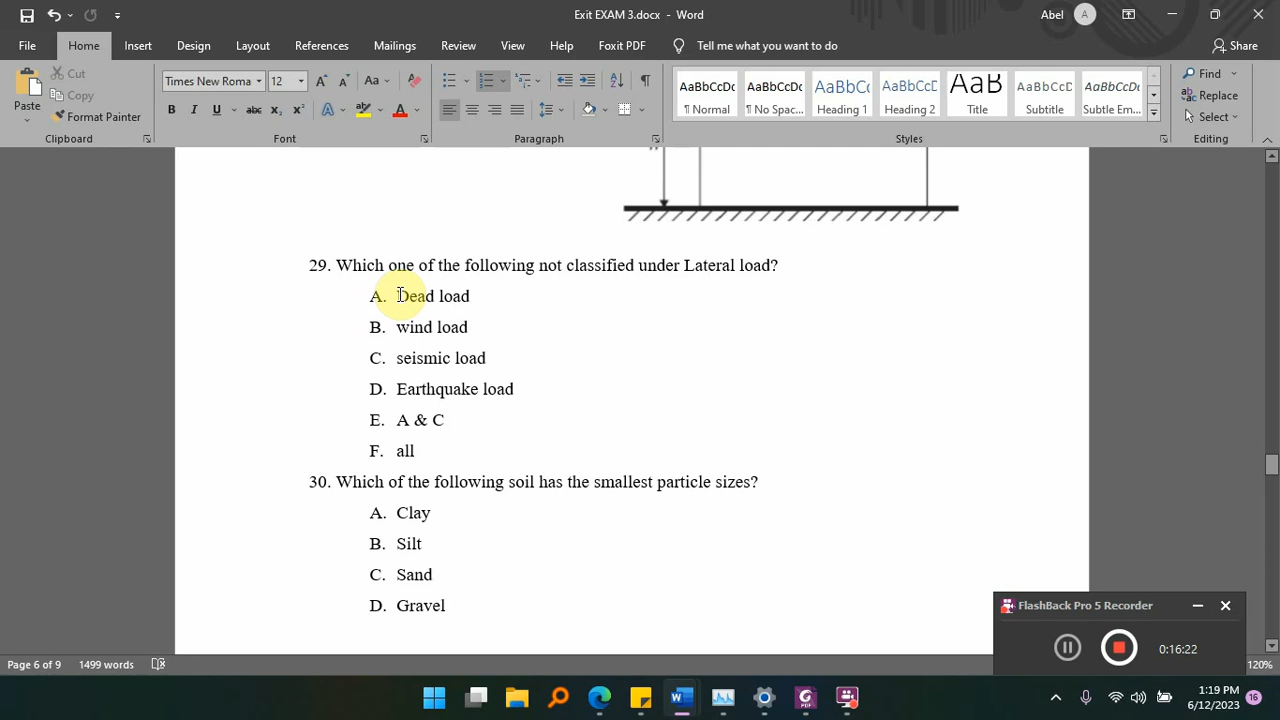 Exit EXAM 3.docx - Word
Abel A
File Home Insert Design Layout References Mailings Review View Help Foxit PDF Tell me what you want to do Share
Paste
Cut
Copy
Format Painter
Clipboard
Times New Roma 12
Font
Paragraph
AaBbCcDc AaBbCcDc AaBbCc AaBbCcD AaB AaBbCcD AaBbCcDc
¶ Normal ¶ No Spac... Heading 1 Heading 2 Title Subtitle Subtle Em...
Styles
Find
Replace
Select
Editing
29. Which one of the following not classified under Lateral load?
A. Dead load
B. wind load
C. seismic load
D. Earthquake load
E. A & C
F. all
30. Which of the following soil has the smallest particle sizes?
A. Clay
B. Silt
C. Sand
D. Gravel
FlashBack Pro 5 Recorder
0:16:22
Page 6 of 9 1499 words 120%
1:19 PM
6/12/2023 16